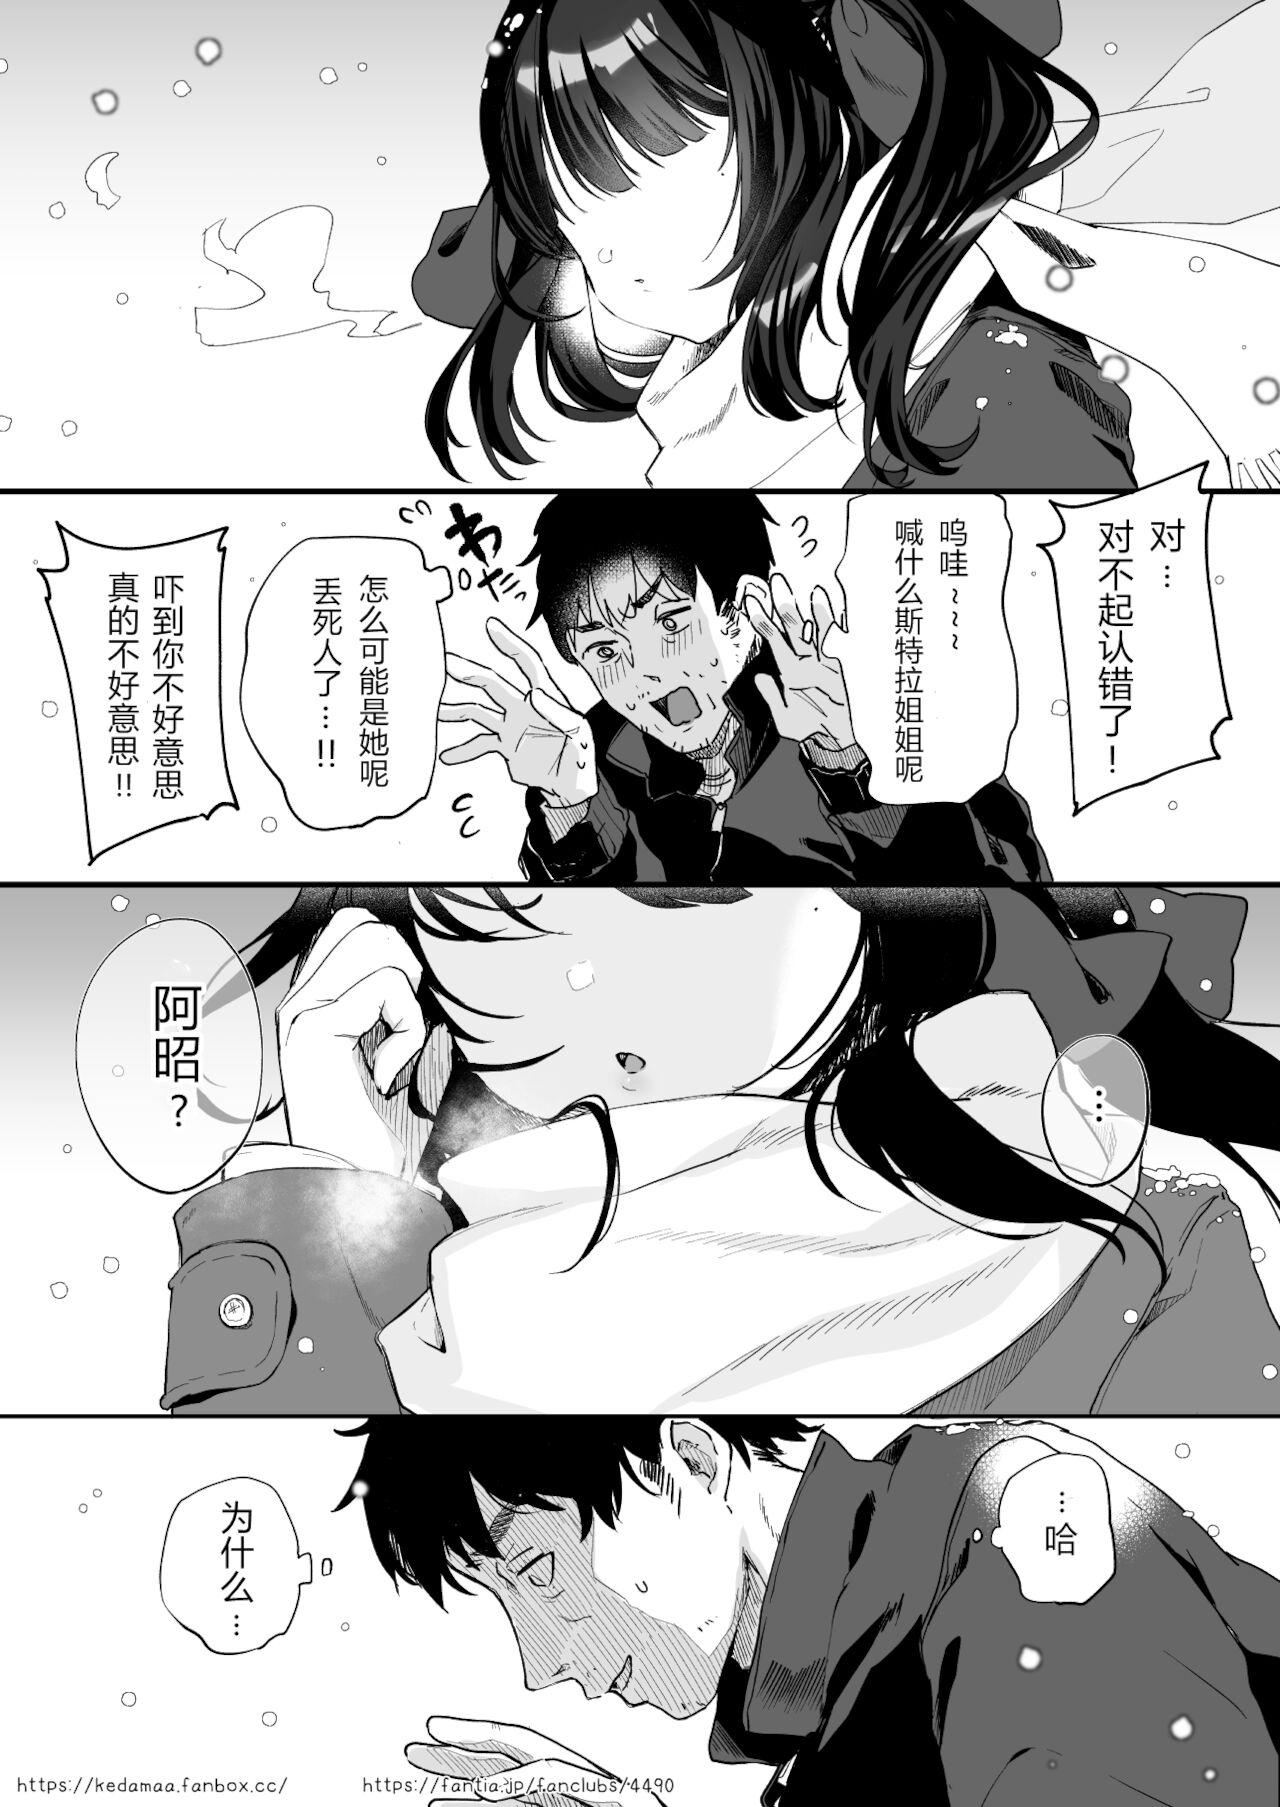 对…
对不起认错了！
呜哇~~~
喊什么斯特拉姐姐呢
わたた
怎么可能是她呢
丢死人了…!!
吓到你不好意思
真的不好意思!!
…
阿昭?
…哈
为什么…
https://kedamaa.fanbox.cc/
https://fantia.jp/fanclubs/4490